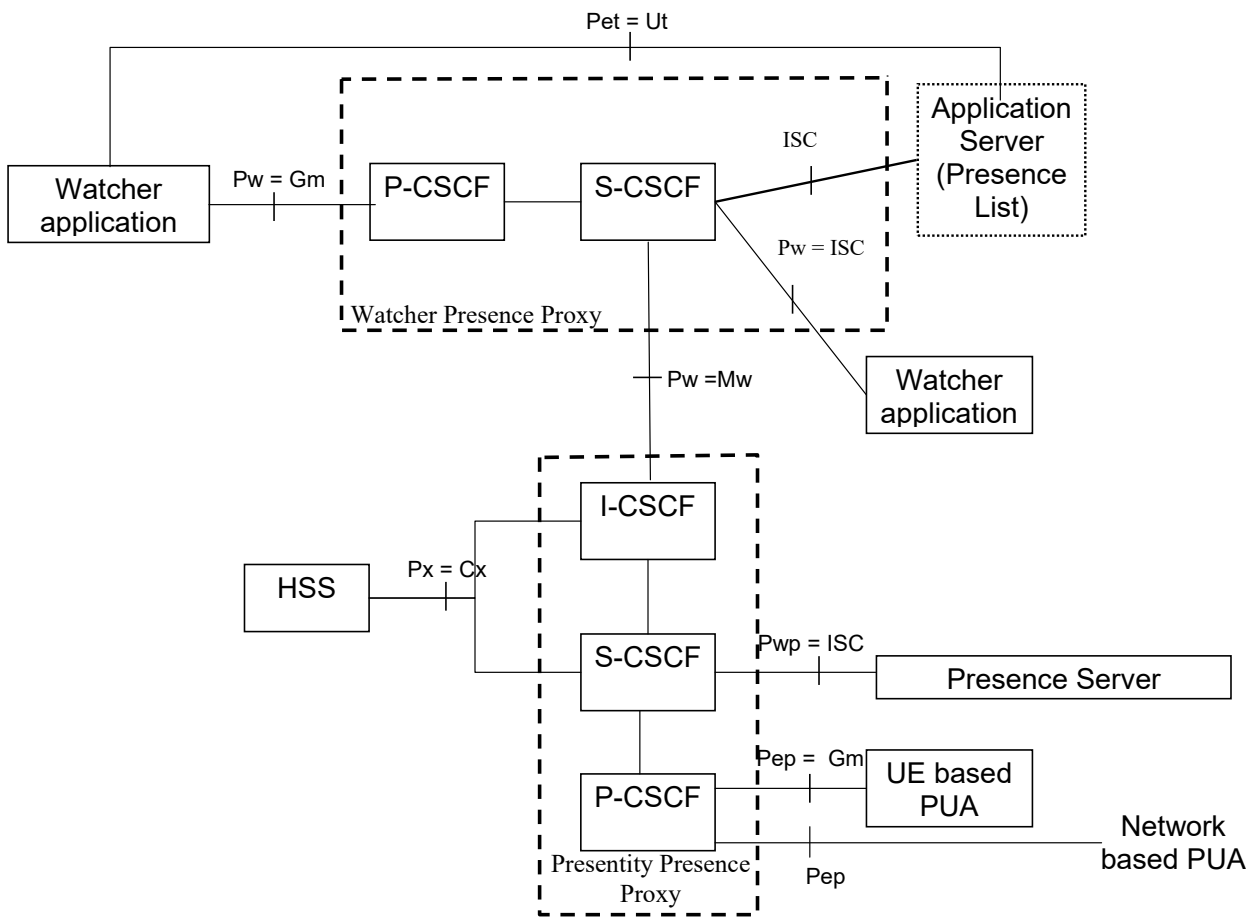 Pet = Ut
Application
Server
(Presence
List)
ISC
Watcher
application
Pw = Gm
P-CSCF
S-CSCF
Pw = ISC
Watcher Presence Proxy
Pw =Mw
Watcher
application
I-CSCF
HSS
Px = Cx
S-CSCF
Pwp = ISC
Presence Server
Pep = Gm
UE based
PUA
P-CSCF
Network
based PUA
Presentity Presence
Proxy
Pep